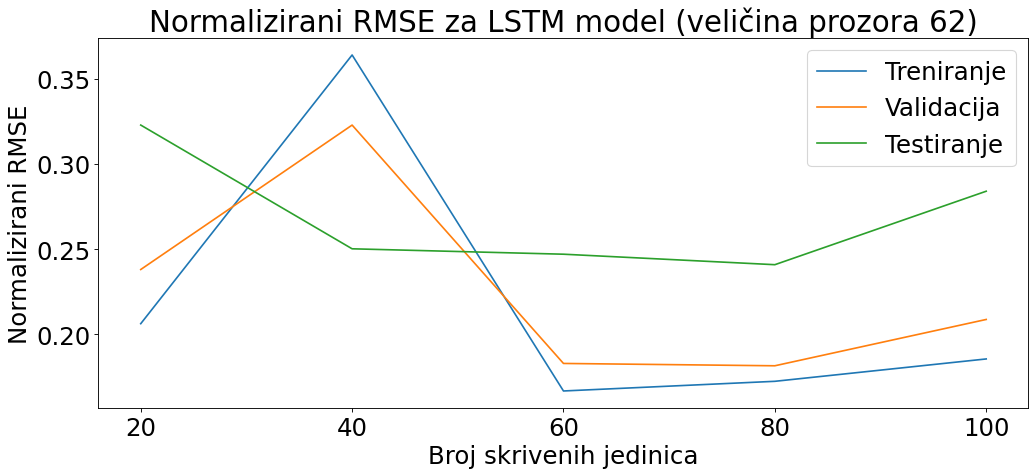 Normalizirani RMSE za LSTM model (veličina prozora 62)
Treniranje
Validacija
Testiranje
Normalizirani RMSE
0.35
0.30
0.25
0.20
20 40 60 80 100
Broj skrivenih jedinica